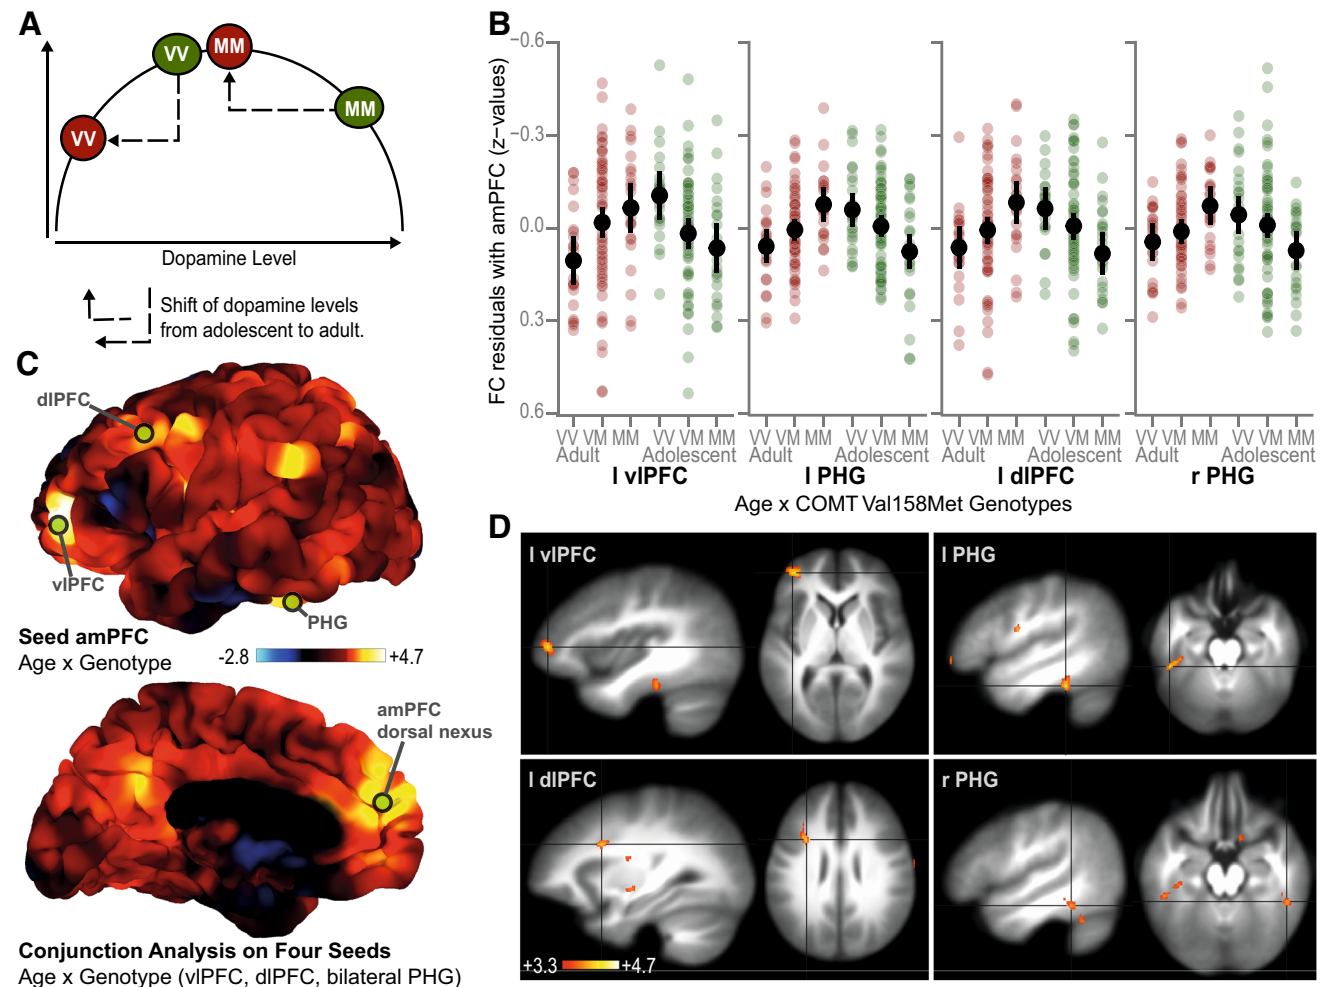 A
VV
MM
VV
MM
Dopamine Level
Shift of dopamine levels
from adolescent to adult.
B
FC residuals with amPFC (z−values)
−0.6
−0.3
0.0
0.3
0.6
VV VM MM VV VM MM
Adult Adolescent
l vlPFC
VV VM MM VV VM MM
Adult Adolescent
l PHG
VV VM MM VV VM MM
Adult Adolescent
l dlPFC
VV VM MM VV VM MM
Adult Adolescent
r PHG
Age x COMT Val158Met Genotypes
C
dlPFC
vlPFC
PHG
Seed amPFC
Age x Genotype
-2.8 +4.7
amPFC
dorsal nexus
Conjunction Analysis on Four Seeds
Age x Genotype (vlPFC, dlPFC, bilateral PHG)
D
l vlPFC
l PHG
l dlPFC
r PHG
+3.3 +4.7